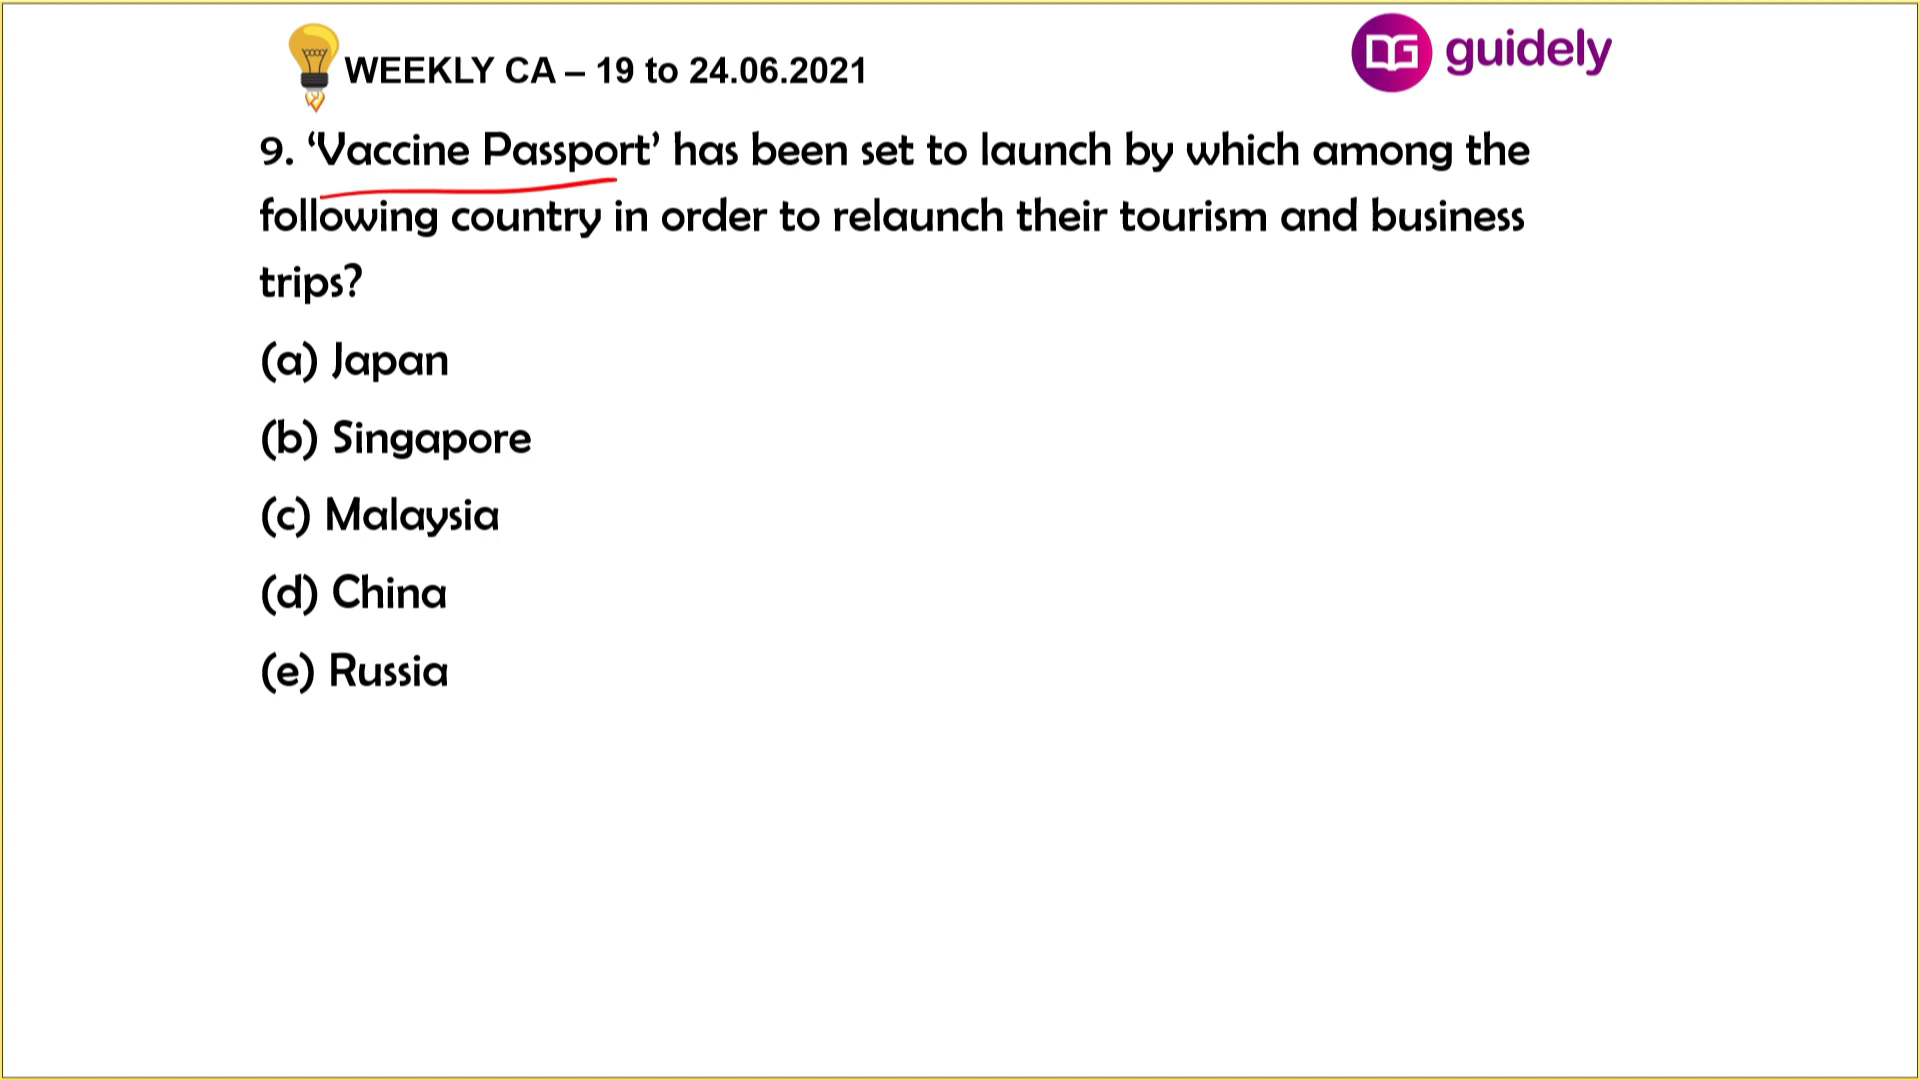 WEEKLY CA – 19 to 24.06.2021
DG guidely
9. ‘Vaccine Passport’ has been set to launch by which among the
following country in order to relaunch their tourism and business
trips?
(a) Japan
(b) Singapore
(c) Malaysia
(d) China
(e) Russia